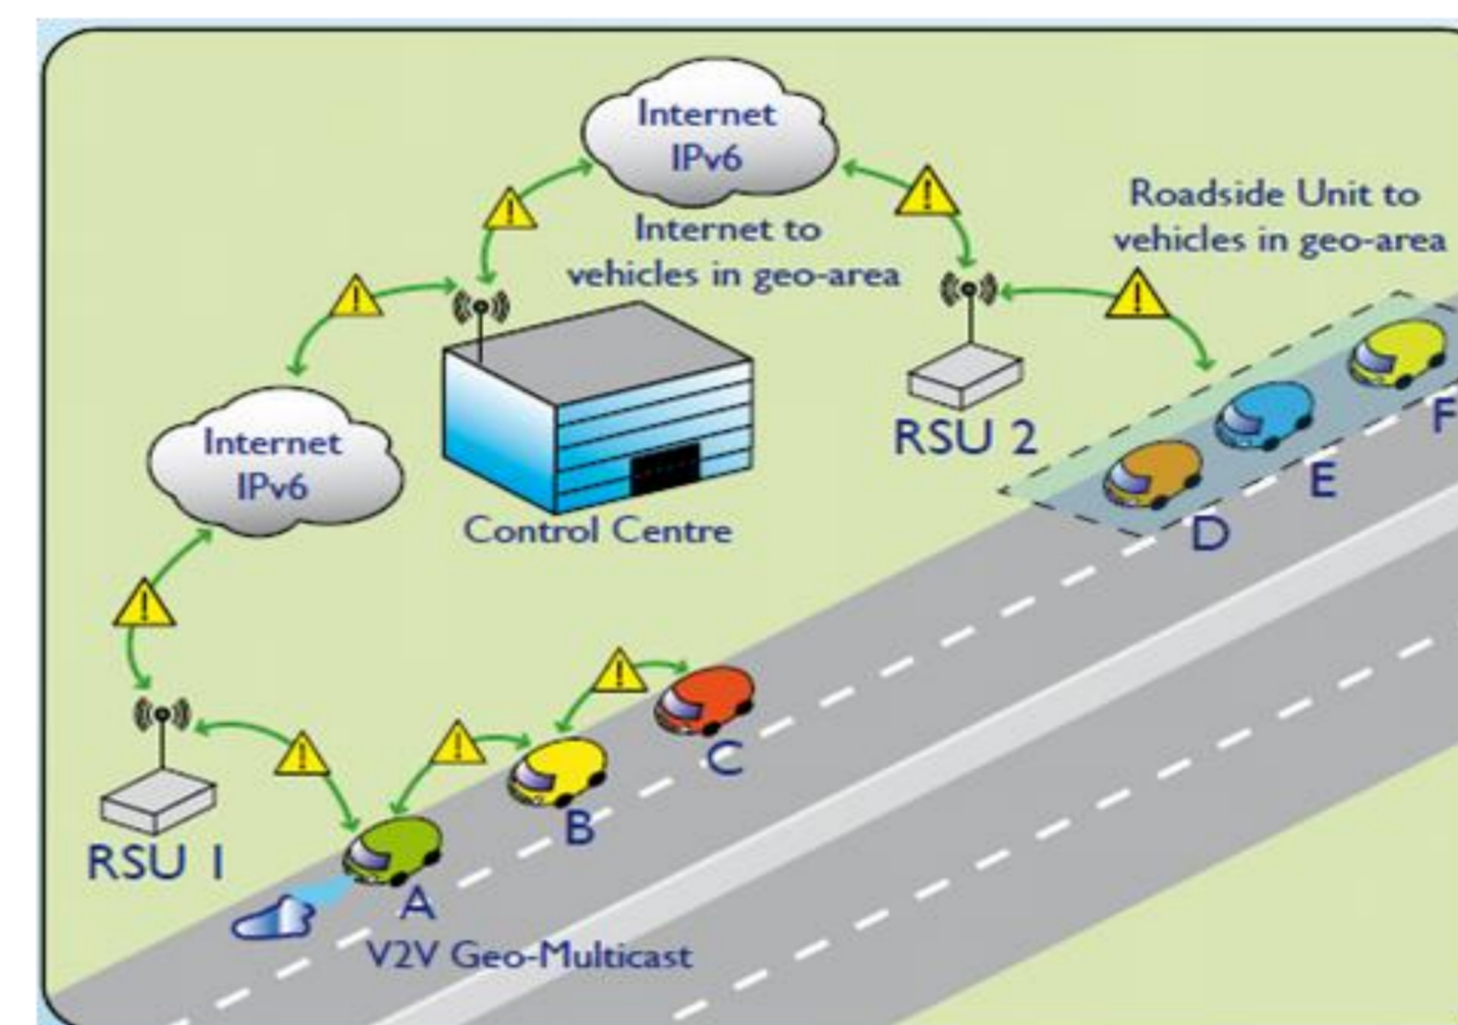 Internet
IPv6
Internet to
vehicles in geo-area
Roadside Unit to
vehicles in geo-area
RSU 2
Internet
IPv6
Control Centre
F
E
D
C
B
RSU 1
A
V2V Geo-Multicast